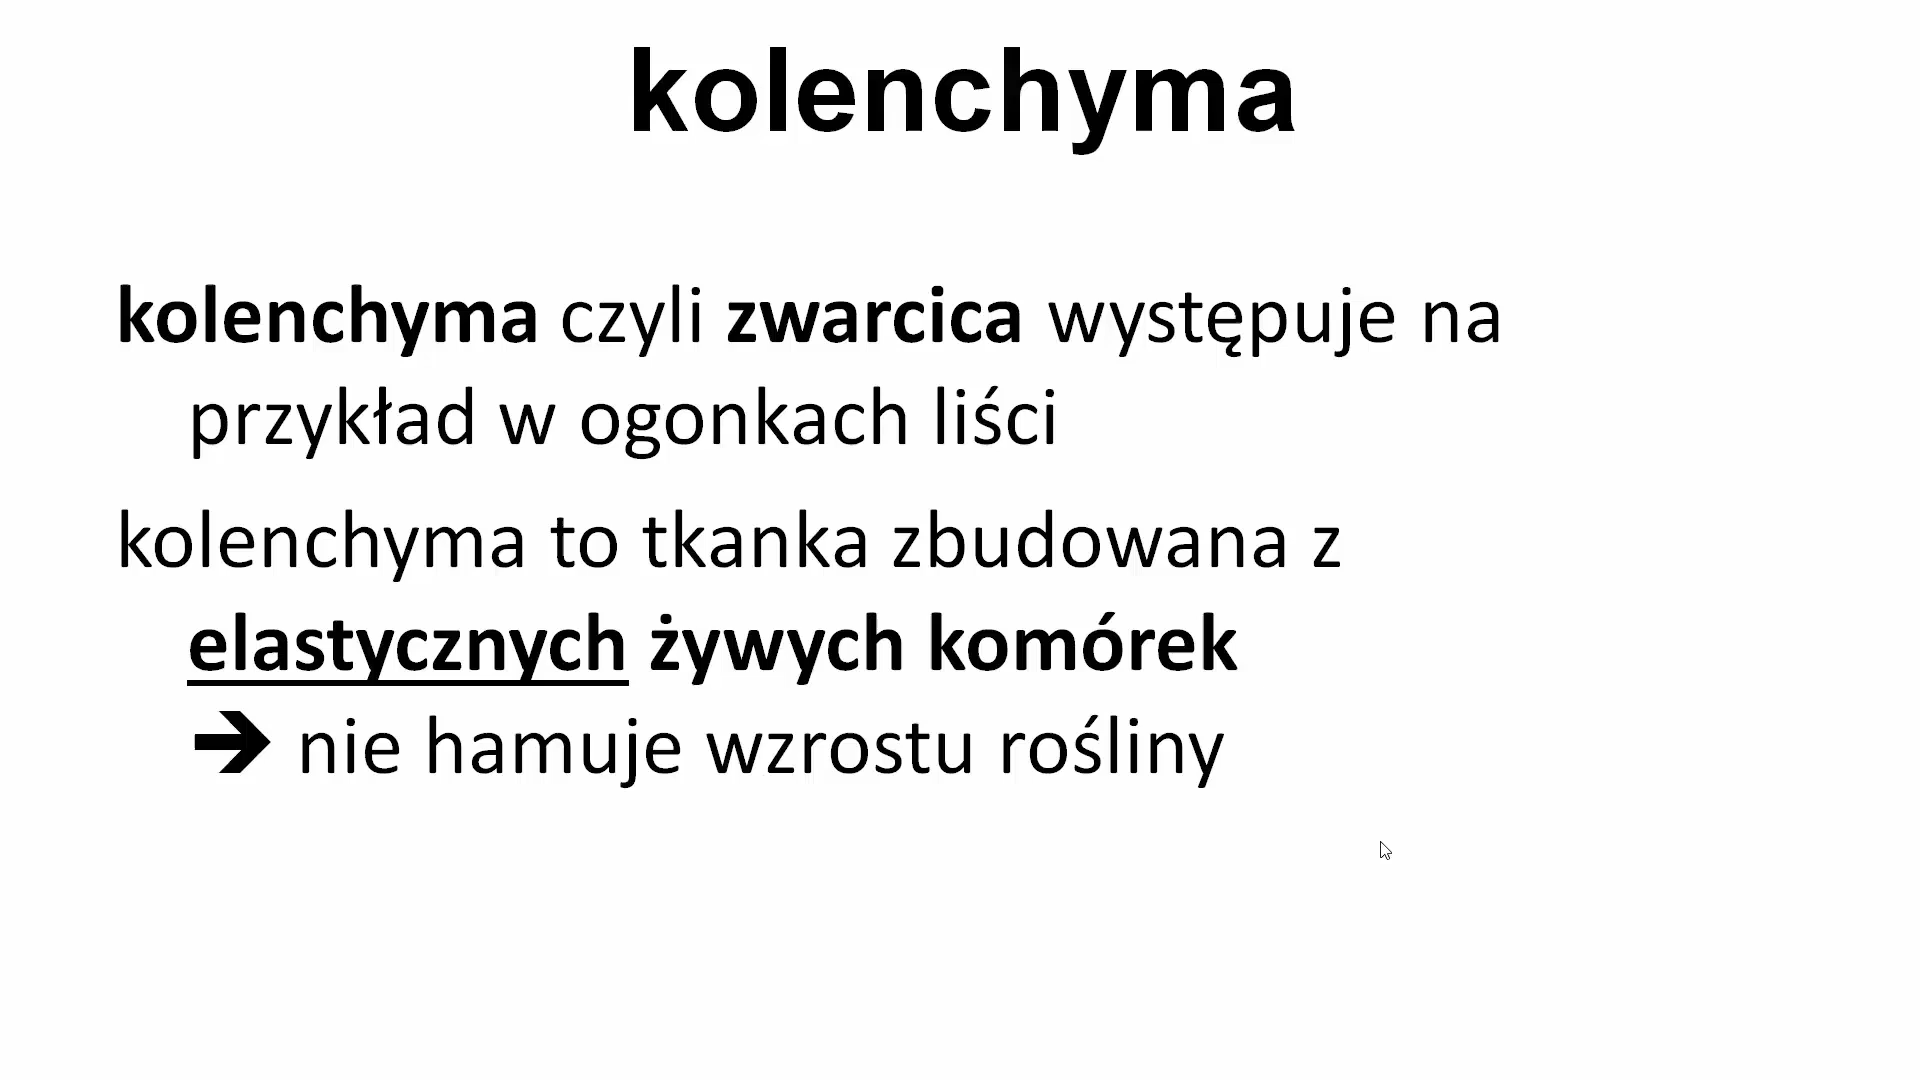 kolenchyma
kolenchyma czyli zwarcica występuje na
przykład w ogonkach liści
kolenchyma to tkanka zbudowana z
elastycznych żywych komórek
➔ nie hamuje wzrostu rośliny